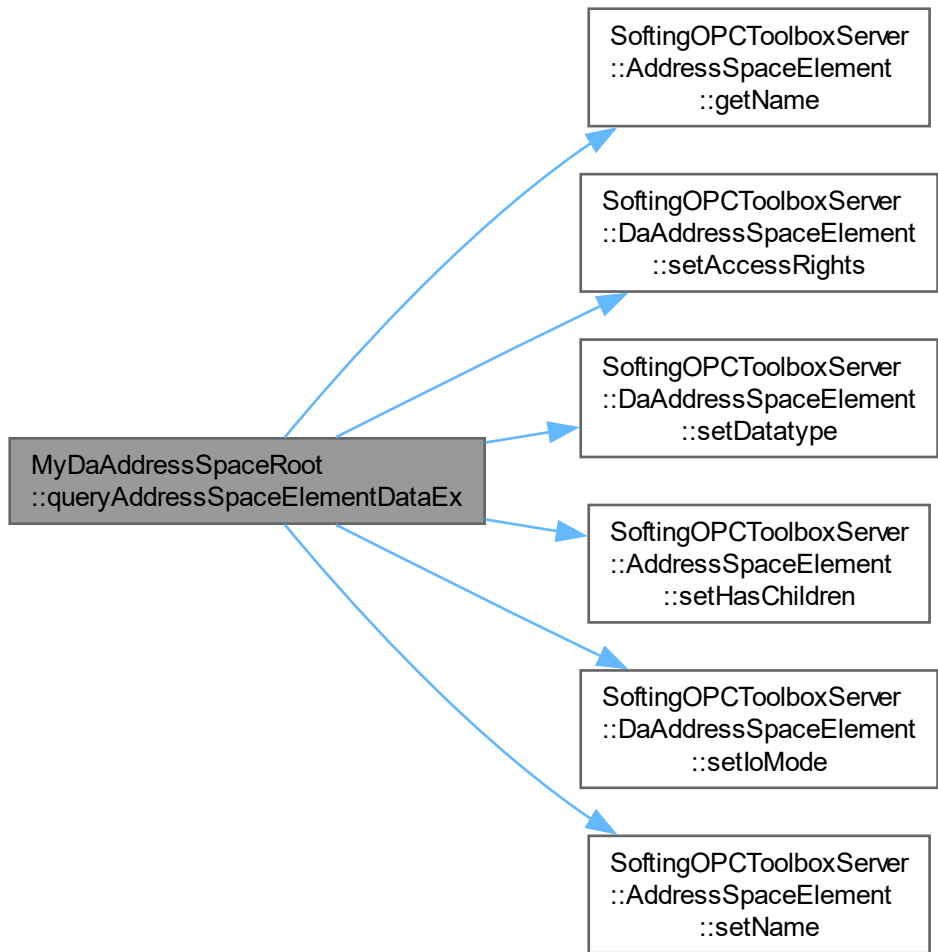 SoftingOPCToolboxServer
::AddressSpaceElement
::getName
SoftingOPCToolboxServer
::DaAddressSpaceElement
::setAccessRights
SoftingOPCToolboxServer
::DaAddressSpaceElement
::setDatatype
MyDaAddressSpaceRoot
::queryAddressSpaceElementDataEx
SoftingOPCToolboxServer
::AddressSpaceElement
::setHasChildren
SoftingOPCToolboxServer
::DaAddressSpaceElement
::setIoMode
SoftingOPCToolboxServer
::AddressSpaceElement
::setName